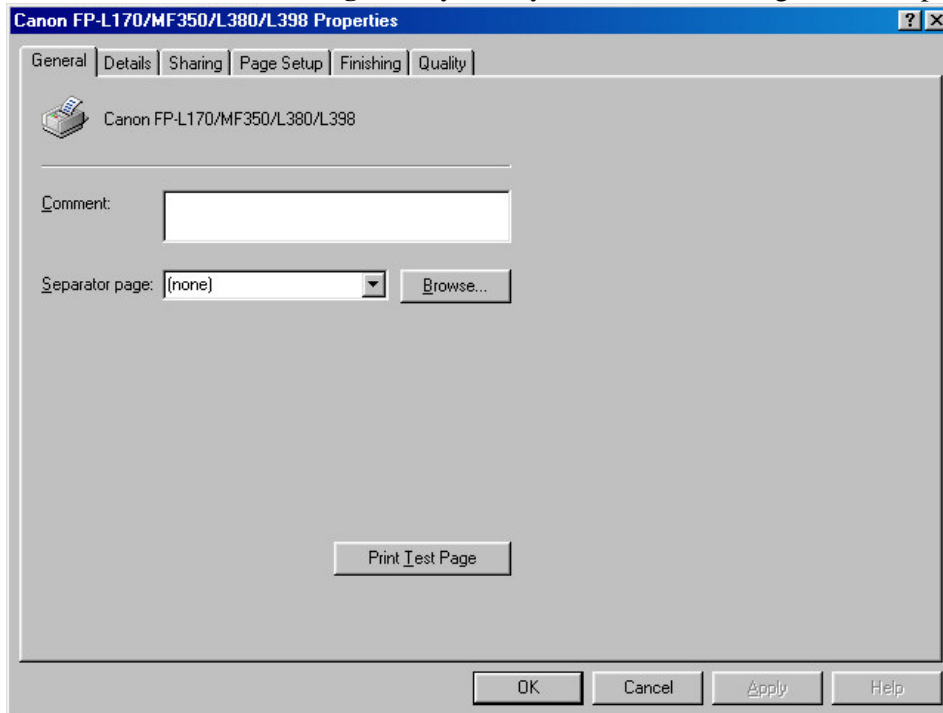 Canon FP-L170/MF350/L380/L398 Properties
General Details Sharing Page Setup Finishing Quality
Canon FP-L170/MF350/L380/L398
Comment:
Separator page: (none) Browse...
Print Test Page
OK Cancel Apply Help